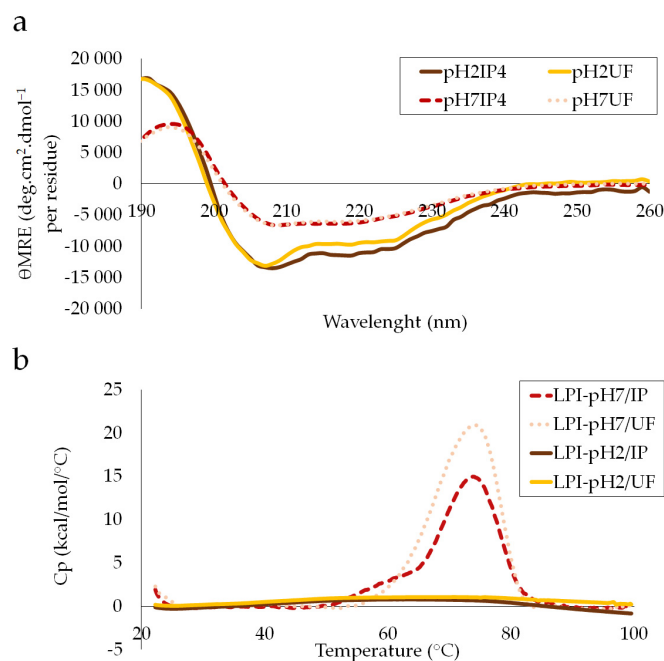 a
20 000
15 000
10 000
5 000
0
-5 000
-10 000
-15 000
-20 000
ΘMRE (deg.cm².dmol⁻¹
per residue)
pH2IP4
pH2UF
pH7IP4
pH7UF
190 200 210 220 230 240 250 260
Wavelenght (nm)
b
25
20
15
10
5
0
-5
Cp (kcal/mol/°C)
LPI-pH7/IP
LPI-pH7/UF
LPI-pH2/IP
LPI-pH2/UF
20 40 60 80 100
Temperature (°C)